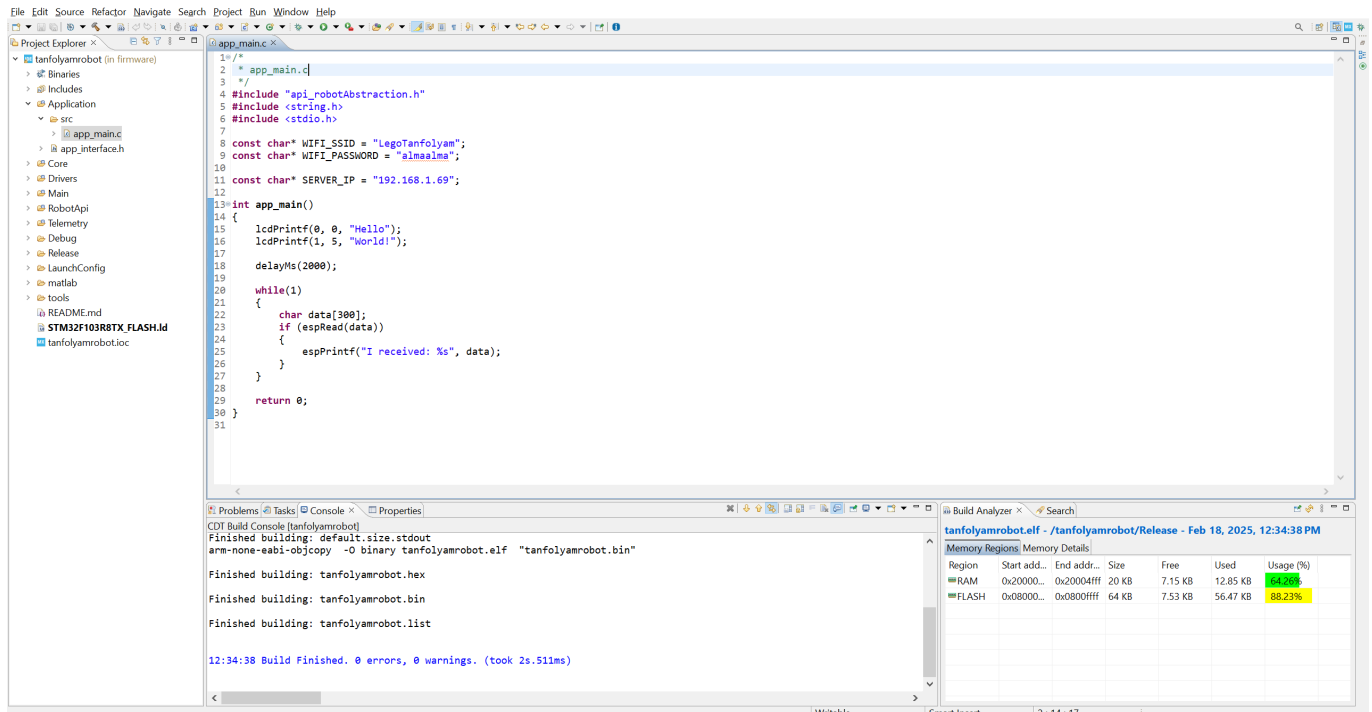 File Edit Source Refactor Navigate Search Project Run Window Help
Project Explorer
tanfolyamrobot (in firmware)
Binaries
Includes
Application
src
app_main.c
app_interface.h
Core
Drivers
Main
RobotApi
Telemetry
Debug
Release
LaunchConfig
matlab
tools
README.md
STM32F103R8TX_FLASH.ld
tanfolyamrobot.ioc
app_main.c
1 /*
2  * app_main.c
3  */
4 #include "api_robotAbstraction.h"
5 #include <string.h>
6 #include <stdio.h>
7
8 const char* WIFI_SSID = "LegoTanfolyam";
9 const char* WIFI_PASSWORD = "almaalma";
10
11 const char* SERVER_IP = "192.168.1.69";
12
13 int app_main()
14 {
15     lcdPrintf(0, 0, "Hello");
16     lcdPrintf(1, 5, "World!");
17
18     delayMs(2000);
19
20     while(1)
21     {
22         char data[300];
23         if (espRead(data))
24         {
25             espPrintf("I received: %s", data);
26         }
27     }
28
29     return 0;
30 }
31
Problems Tasks Console Properties
CDT Build Console [tanfolyamrobot]
Finished building: default.size.stdout
arm-none-eabi-objcopy  -O binary tanfolyamrobot.elf  "tanfolyamrobot.bin"
Finished building: tanfolyamrobot.hex
Finished building: tanfolyamrobot.bin
Finished building: tanfolyamrobot.list
12:34:38 Build Finished. 0 errors, 0 warnings. (took 2s.511ms)
Build Analyzer Search
tanfolyamrobot.elf - /tanfolyamrobot/Release - Feb 18, 2025, 12:34:38 PM
Memory Regions Memory Details
Region Start add... End addr... Size Free Used Usage (%)
RAM 0x20000... 0x20004fff 20 KB 7.15 KB 12.85 KB 64.26%
FLASH 0x08000... 0x0800ffff 64 KB 7.53 KB 56.47 KB 88.23%